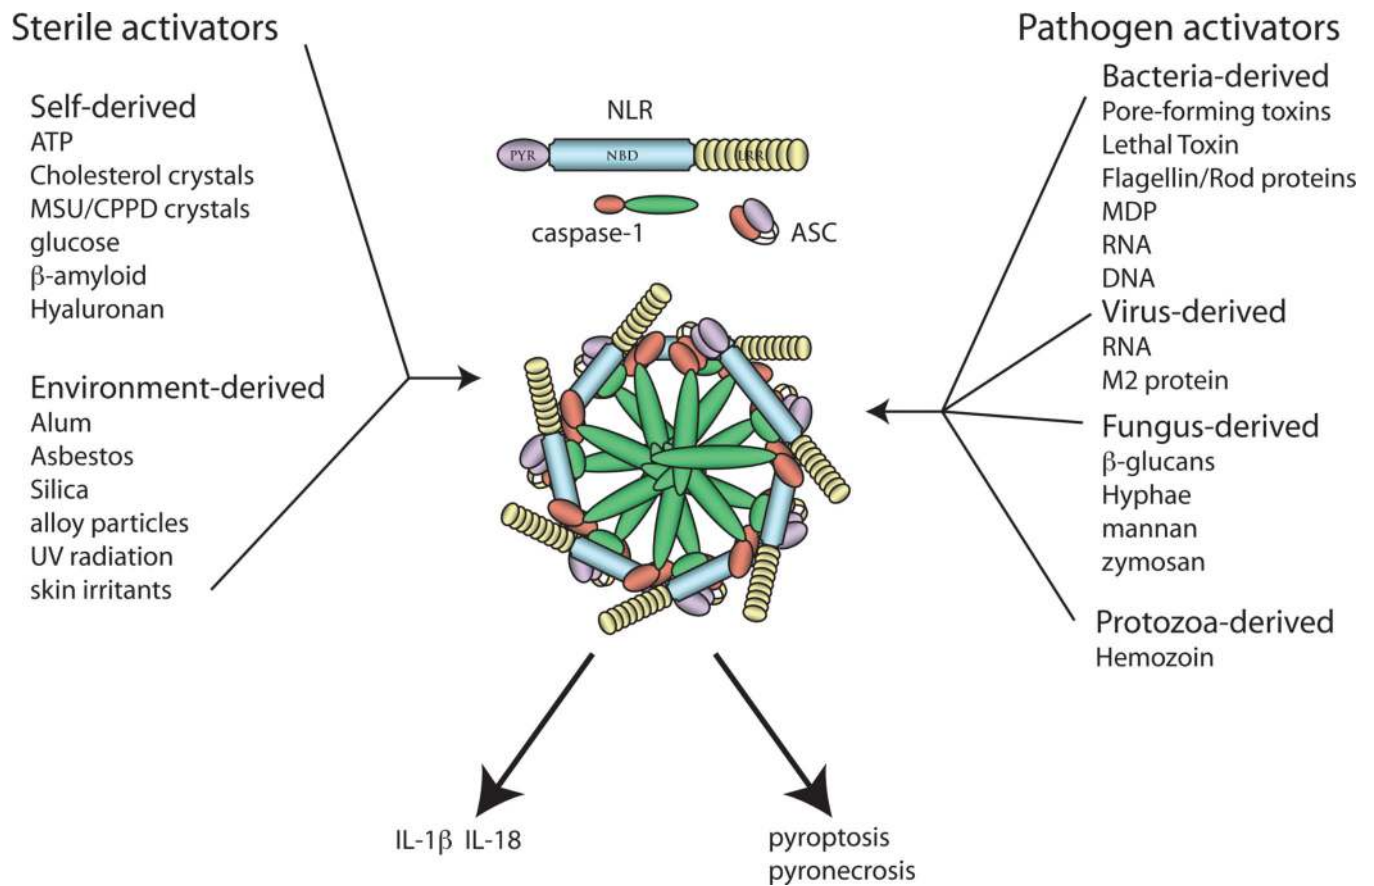 Sterile activators
Self-derived
ATP
Cholesterol crystals
MSU/CPPD crystals
glucose
β-amyloid
Hyaluronan
Environment-derived
Alum
Asbestos
Silica
alloy particles
UV radiation
skin irritants
NLR
PYR NBD LRR
caspase-1
ASC
Pathogen activators
Bacteria-derived
Pore-forming toxins
Lethal Toxin
Flagellin/Rod proteins
MDP
RNA
DNA
Virus-derived
RNA
M2 protein
Fungus-derived
β-glucans
Hyphae
mannan
zymosan
Protozoa-derived
Hemozoin
IL-1β IL-18
pyroptosis
pyronecrosis